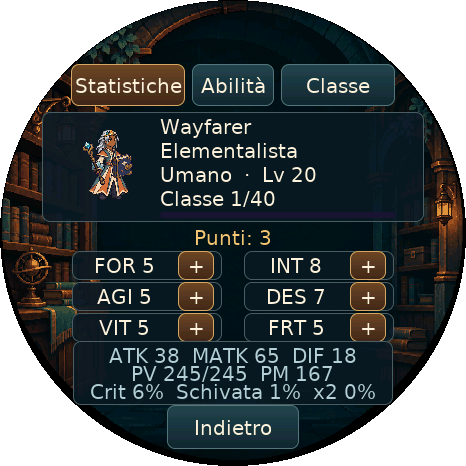 Statistiche Abilità Classe
Wayfarer
Elementalista
Umano · Lv 20
Classe 1/40
Punti: 3
FOR 5 + INT 8 +
AGI 5 + DES 7 +
VIT 5 + FRT 5 +
ATK 38 MATK 65 DIF 18
PV 245/245 PM 167
Crit 6% Schivata 1% x2 0%
Indietro